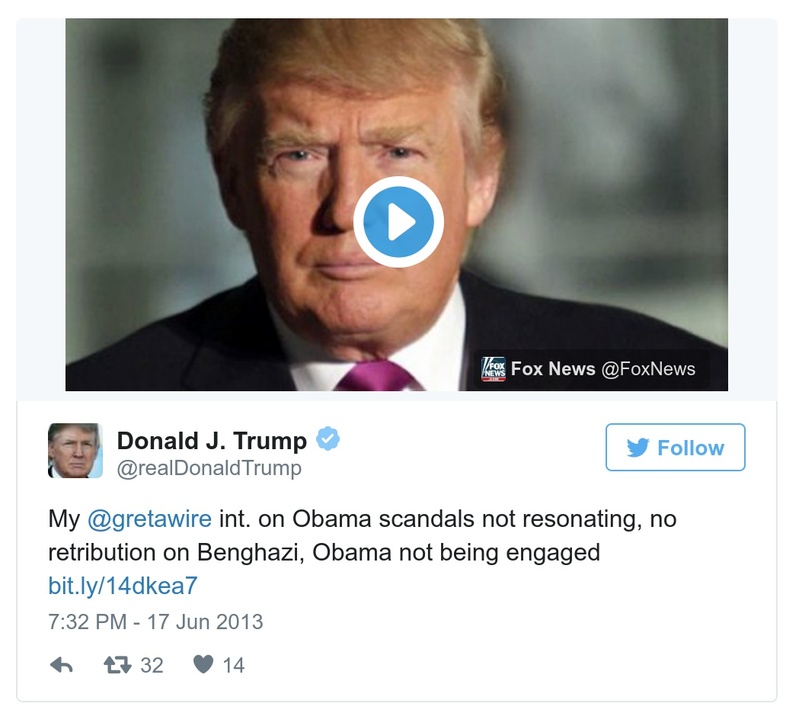 FOX
NEWS
Fox News @FoxNews
Donald J. Trump
@realDonaldTrump
Follow
My @gretawire int. on Obama scandals not resonating, no
retribution on Benghazi, Obama not being engaged
bit.ly/14dkea7
7:32 PM - 17 Jun 2013
32 14